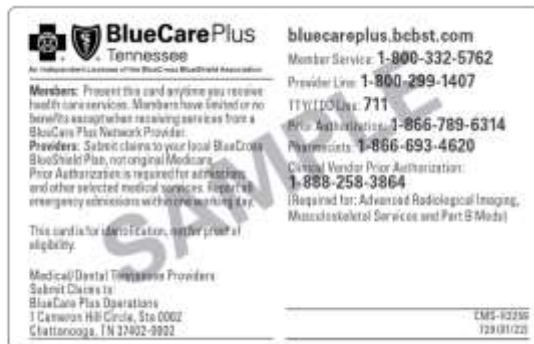 BlueCare Plus
Tennessee
An Independent Licensee of the BlueCross BlueShield Association
Members: Present this card anytime you receive
health care services. Members have limited or no
benefits except when receiving services from a
BlueCare Plus Network Provider.
Providers: Submit claims to your local BlueCross
BlueShield Plan, not original Medicare.
Prior Authorization is required for admissions
and other selected medical services. Report all
emergency admissions within one working day.
This card is for identification, not for proof of
eligibility.
Medical/Dental Tennessee Providers
Submit Claims to:
BlueCare Plus Operations
1 Cameron Hill Circle, Ste 0002
Chattanooga, TN 37402-0002
bluecareplus.bcbst.com
Member Service: 1-800-332-5762
Provider Line: 1-800-299-1407
TTY/TDD Line: 711
Prior Authorization: 1-866-789-6314
Pharmacists: 1-866-693-4620
Clinical Vendor Prior Authorization:
1-888-258-3864
(Required for: Advanced Radiological Imaging,
Musculoskeletal Services and Part B Meds)
SAMPLE